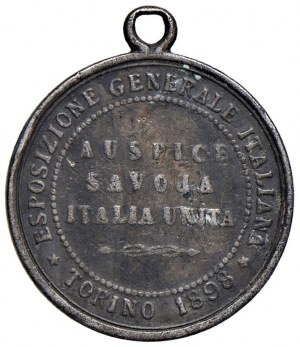 ESPOSIZIONE GENERALE ITALIANA
AUSPICE
SAVOJA
ITALIA UNITA
* TORINO 1898 *